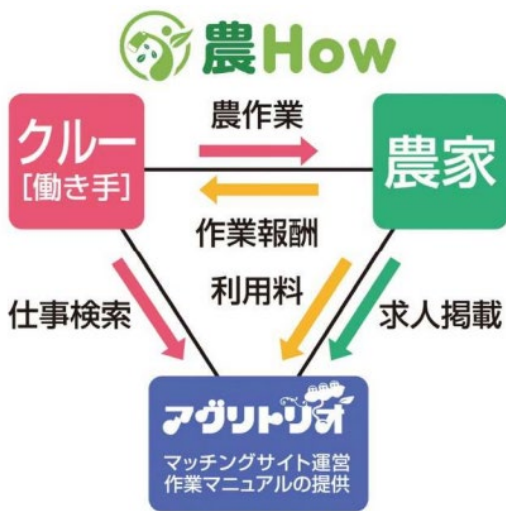 農How
クルー
[働き手]
農作業
農家
作業報酬
仕事検索
利用料
求人掲載
アグリトリオ
マッチングサイト運営
作業マニュアルの提供